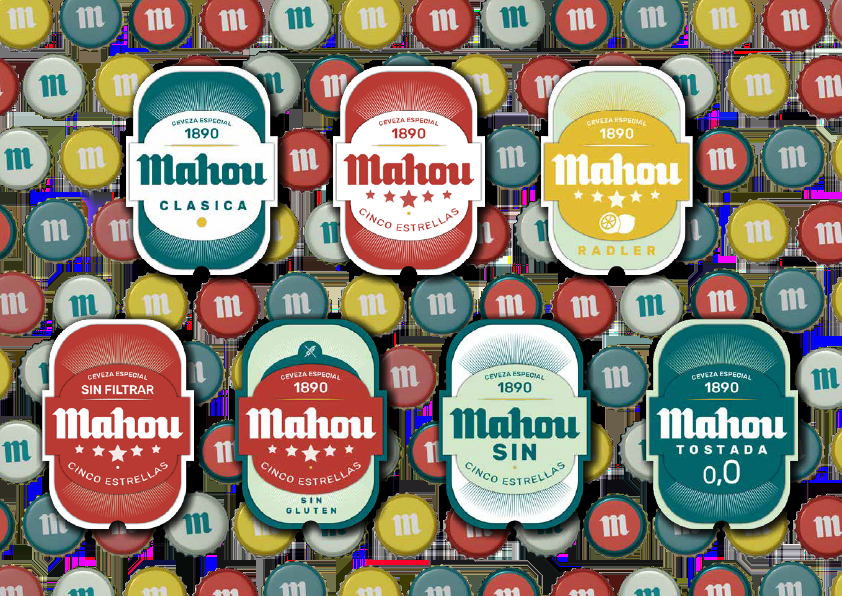 CEVEZA ESPECIAL
1890
Mahou
CLASICA
CEVEZA ESPECIAL
1890
Mahou
CINCO ESTRELLAS
CEVEZA ESPECIAL
1890
Mahou
RADLER
CEVEZA ESPECIAL
SIN FILTRAR
Mahou
CINCO ESTRELLAS
CEVEZA ESPECIAL
1890
Mahou
CINCO ESTRELLAS
SIN
GLUTEN
CEVEZA ESPECIAL
1890
Mahou
SIN
CINCO ESTRELLAS
CEVEZA ESPECIAL
1890
Mahou
TOSTADA
0,0